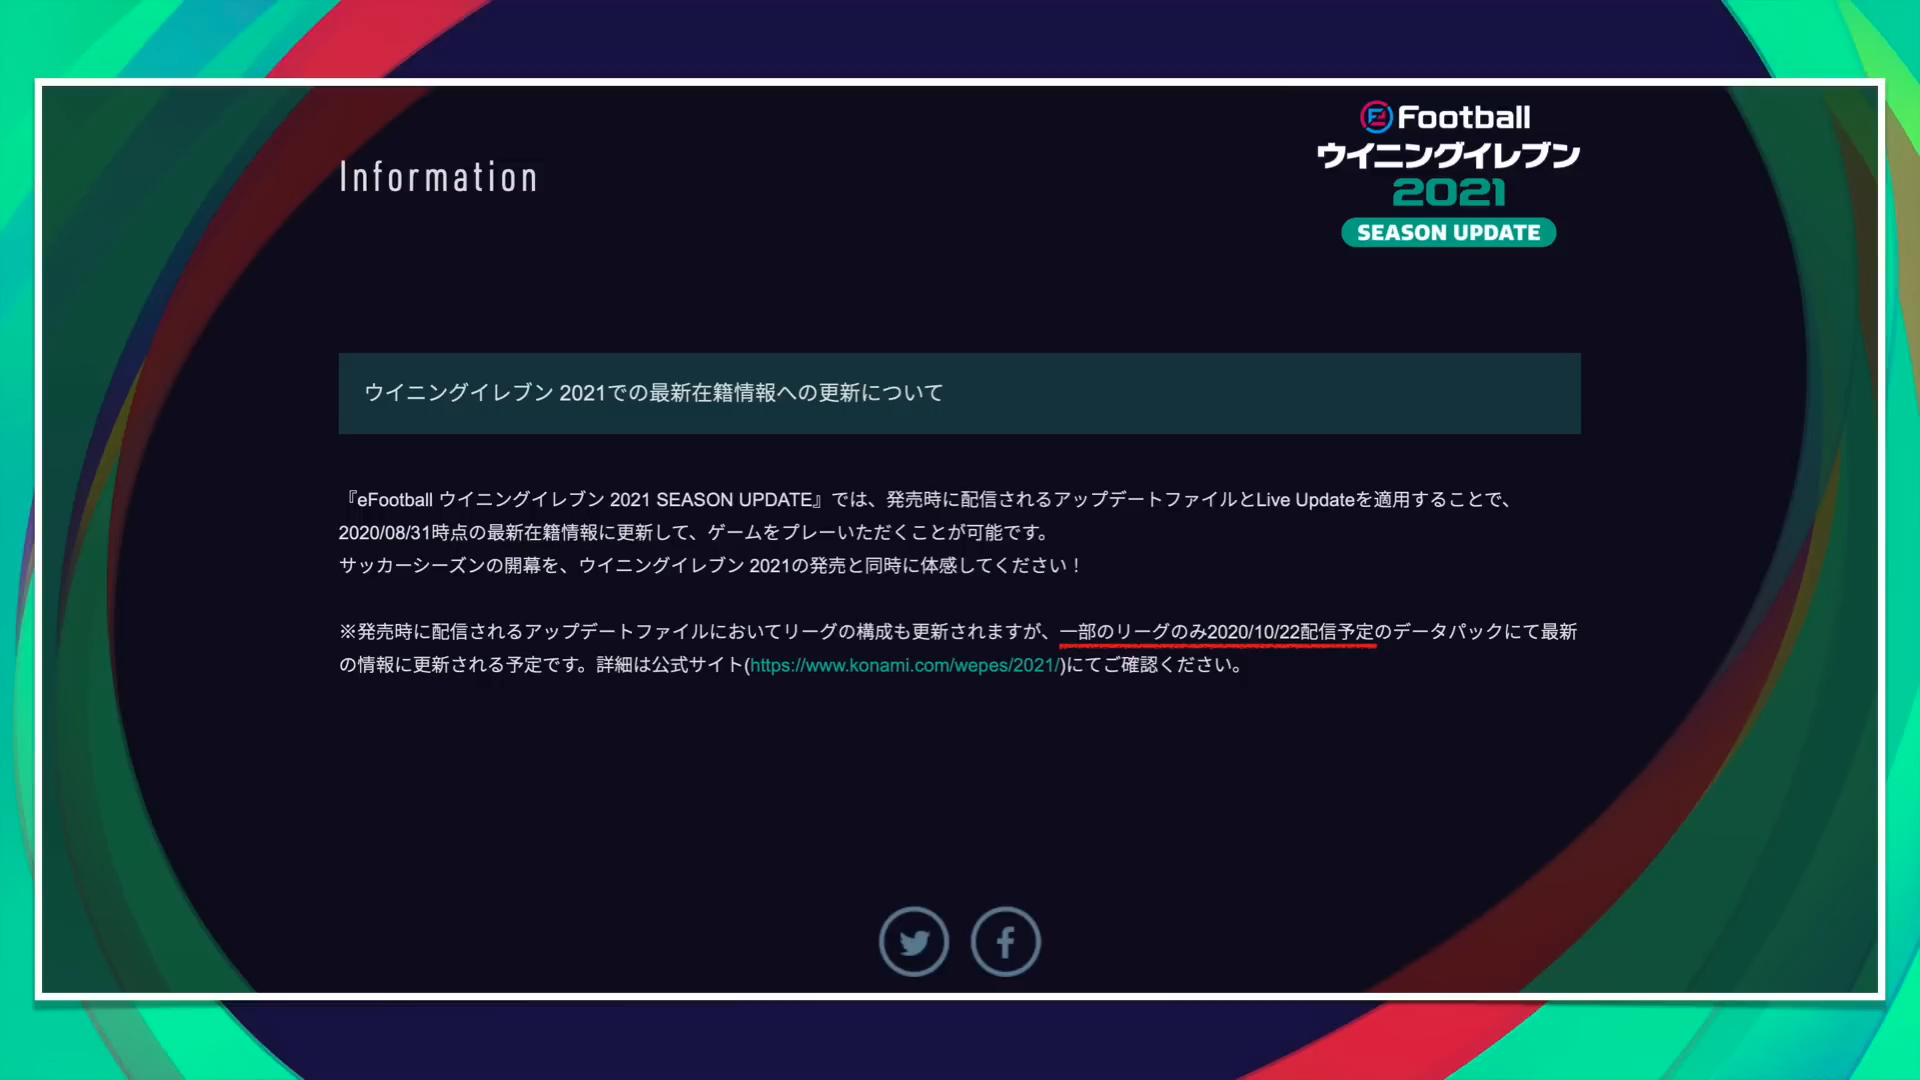 Information
Football
ウイニングイレブン
2021
SEASON UPDATE
ウイニングイレブン 2021での最新在籍情報への更新について
『eFootball ウイニングイレブン 2021 SEASON UPDATE』では、発売時に配信されるアップデートファイルとLive Updateを適用することで、
2020/08/31時点の最新在籍情報に更新して、ゲームをプレーいただくことが可能です。
サッカーシーズンの開幕を、ウイニングイレブン 2021の発売と同時に体感してください！
※発売時に配信されるアップデートファイルにおいてリーグの構成も更新されますが、一部のリーグのみ2020/10/22配信予定のデータパックにて最新
の情報に更新される予定です。詳細は公式サイト(https://www.konami.com/wepes/2021/)にてご確認ください。